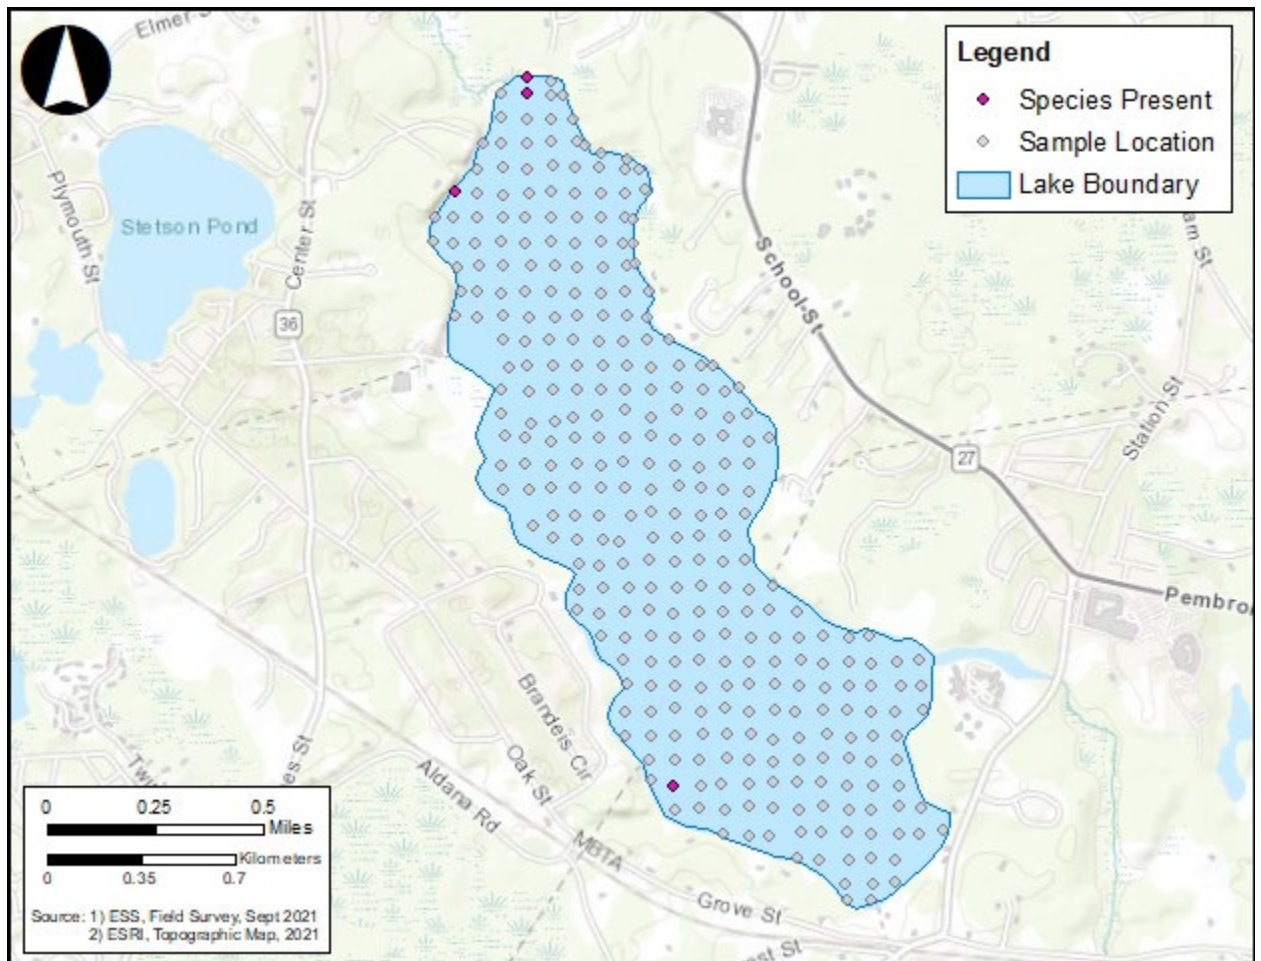 Elmer S
Legend
Species Present
Sample Location
Lake Boundary
Plymouth St
Stetson Pond
Center St
36
School St
Station St
27
Pembro
Brandeis Cir
Oak St
Aldana Rd
MBTA
Grove St
es St
0 0.25 0.5
Miles
Kilometers
0 0.35 0.7
Source: 1) ESS, Field Survey, Sept 2021
2) ESRI, Topographic Map, 2021